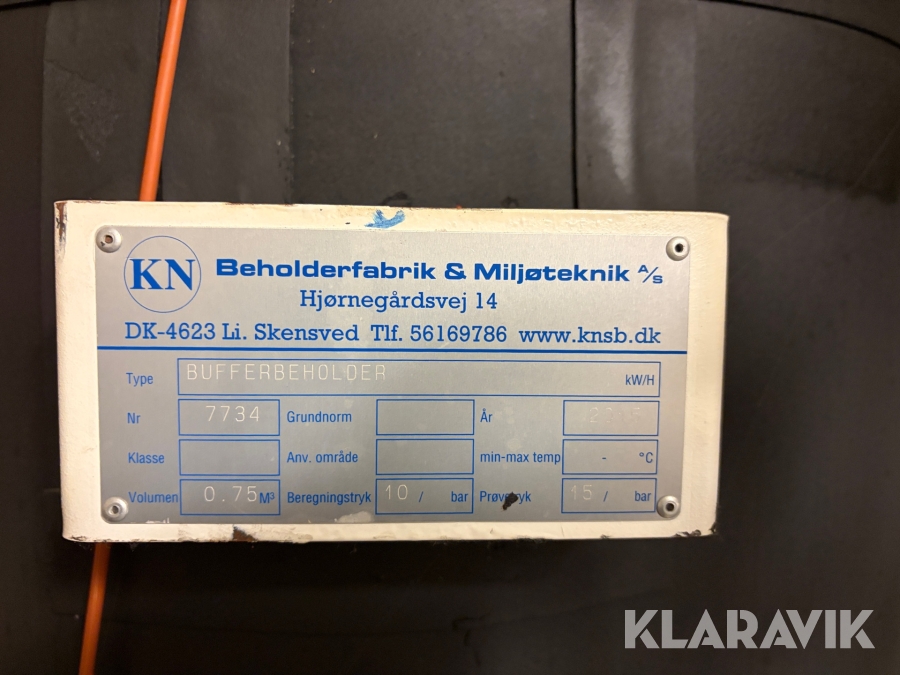 KN Beholderfabrik & Miljøteknik A/S
Hjørnegårdsvej 14
DK-4623 Li. Skensved Tlf. 56169786 www.knsb.dk
Type BUFFERBEHOLDER kW/H
Nr 7734 Grundnorm År
Klasse Anv. område min-max temp - °C
Volumen 0.75 M³ Beregningstryk 10 / bar Prøvetryk 15 / bar
KLARAVIK